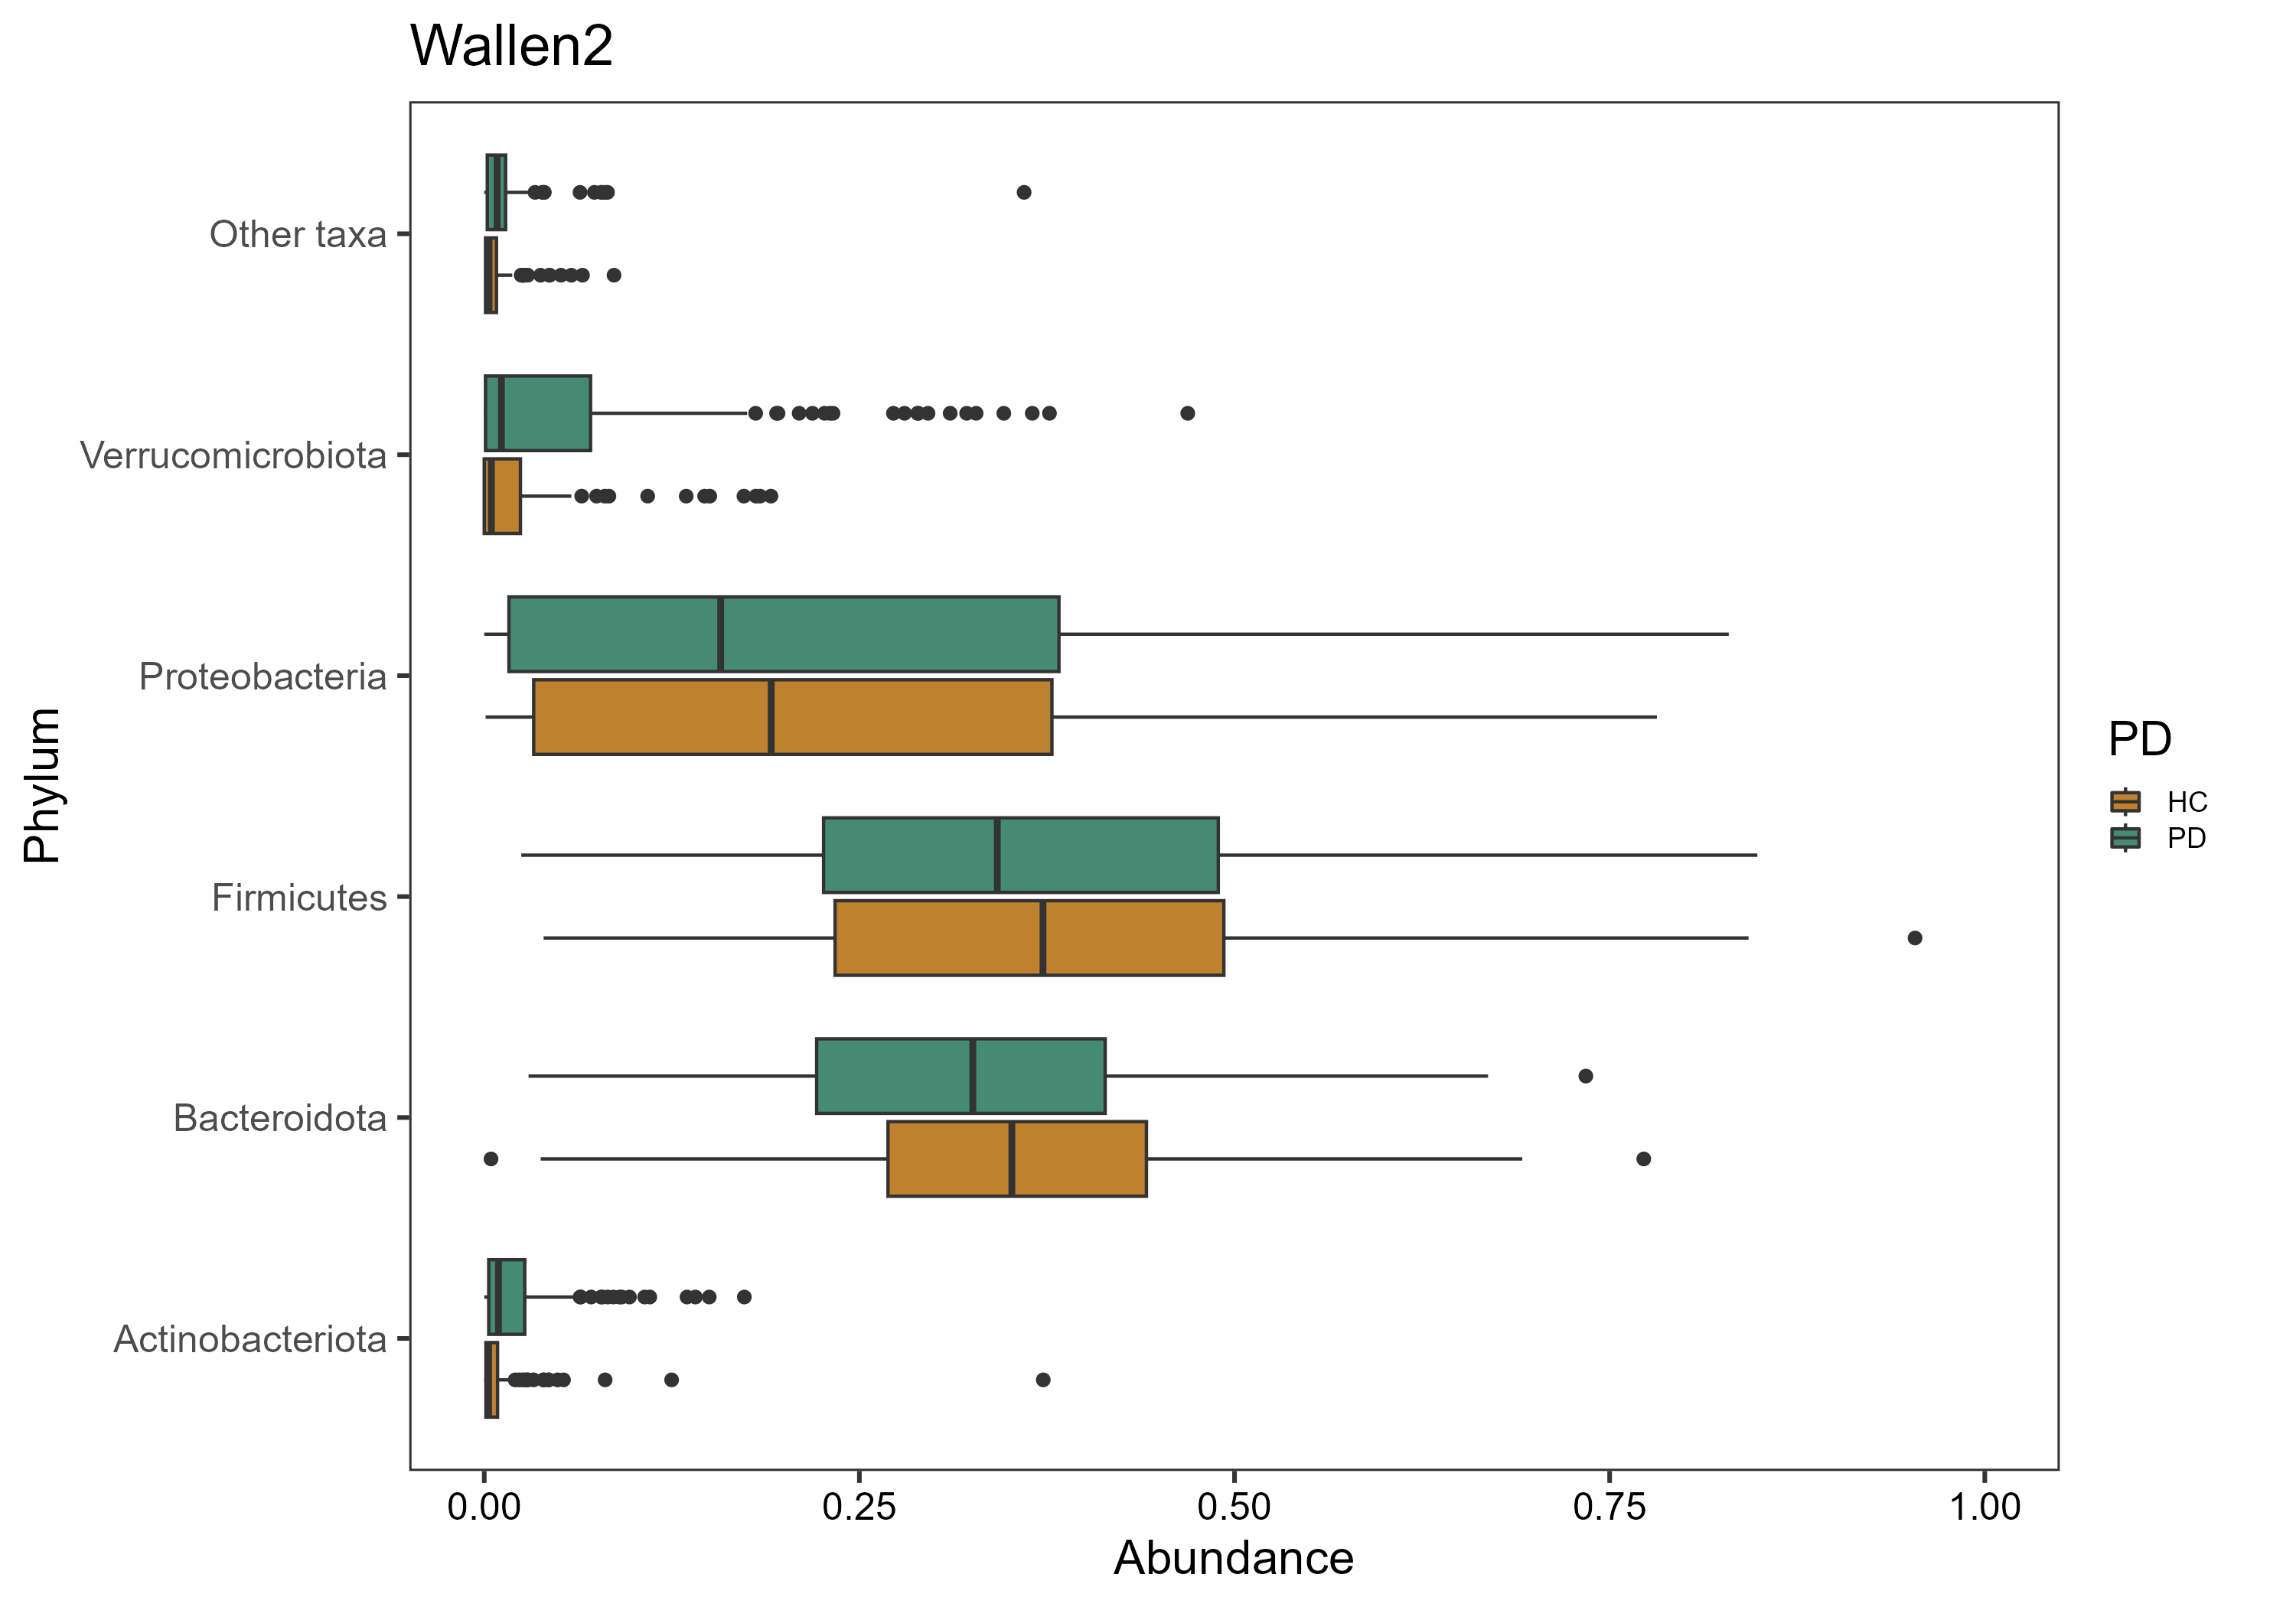 Wallen2
Other taxa
Verrucomicrobiota
Proteobacteria
Firmicutes
Bacteroidota
Actinobacteriota
Phylum
0.00 0.25 0.50 0.75 1.00
Abundance
PD
HC
PD